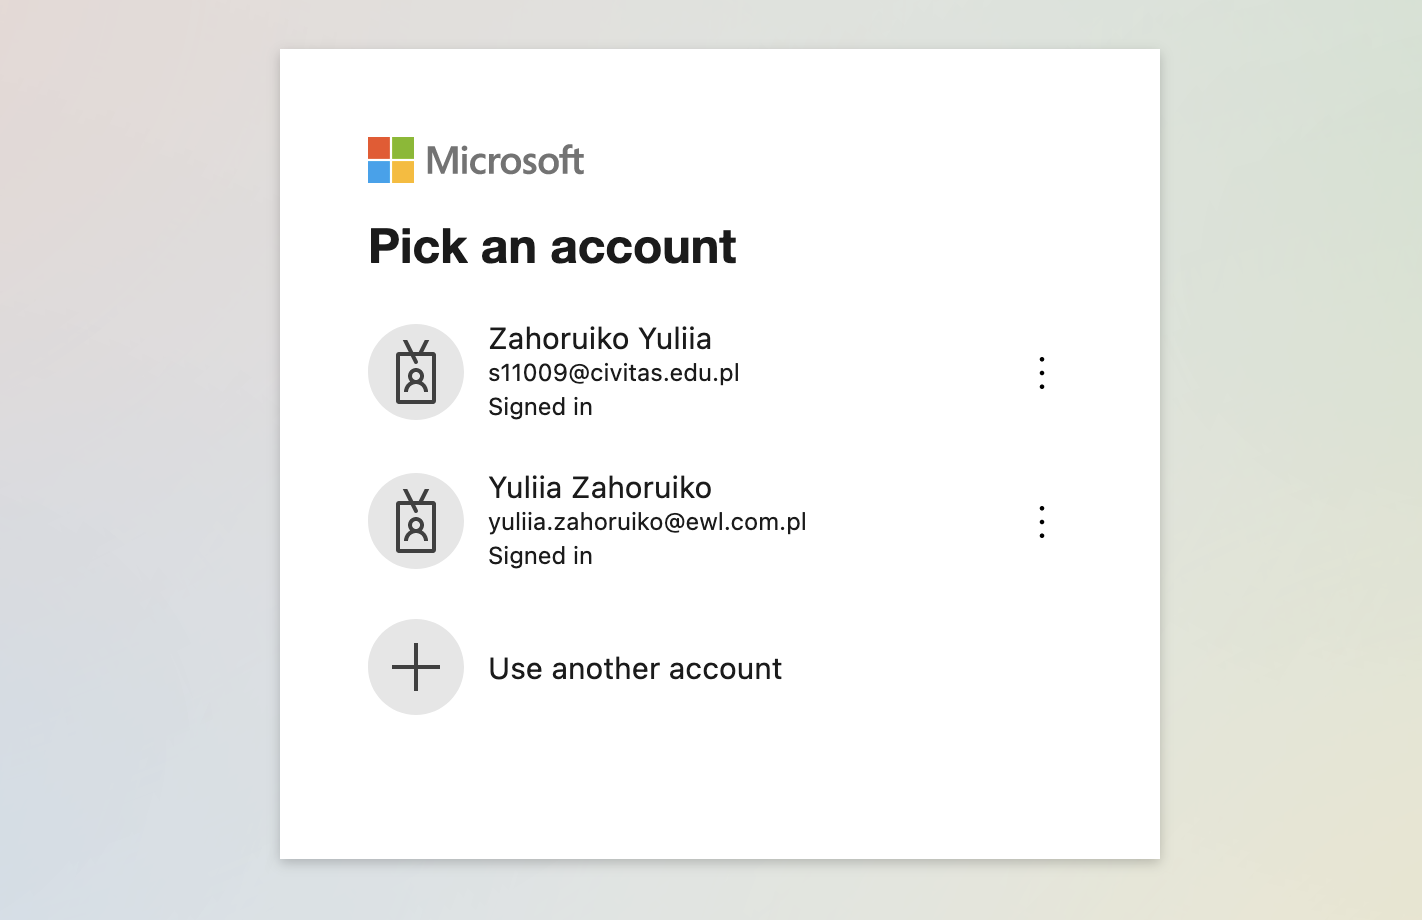 Microsoft
Pick an account
Zahoruiko Yuliia
s11009@civitas.edu.pl
Signed in
Yuliia Zahoruiko
yuliia.zahoruiko@ewl.com.pl
Signed in
Use another account